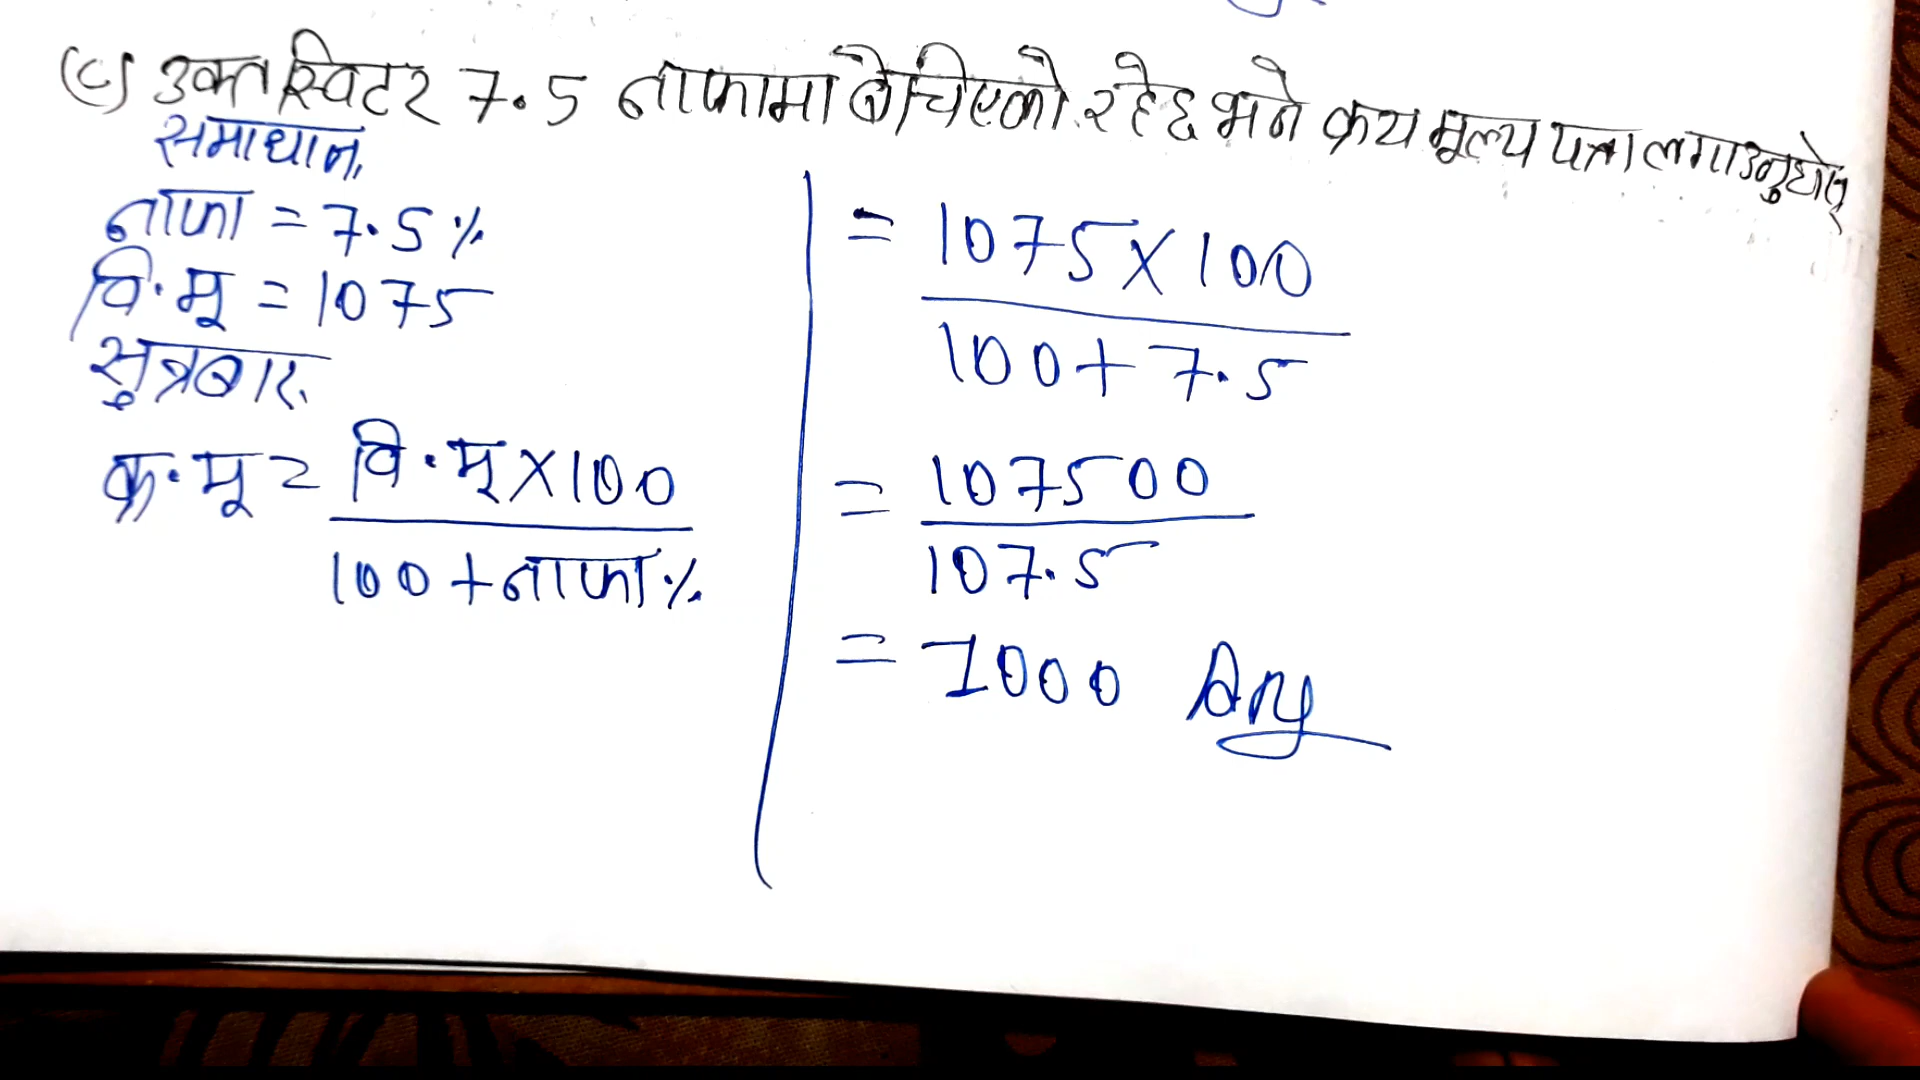 (c) उक्त स्विटर 7.5 नाफामा बेचिएको रहेछ भने क्रय मूल्य पत्ता लगाउनुहोस्
समाधान,
नाफा = 7.5%
वि.मू = 1075
सुत्रबाट,
क्र.मू = वि.मू × 100
100 + नाफा%
= 1075 × 100
100 + 7.5
= 107500
107.5
= 1000 Ans